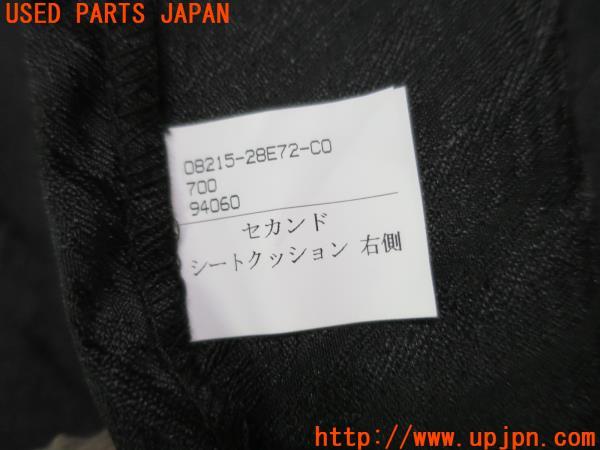 USED PARTS JAPAN
08215-28E72-C0
700
94060
セカンド
シートクッション 右側
UPJ
http://www.upjpn.com